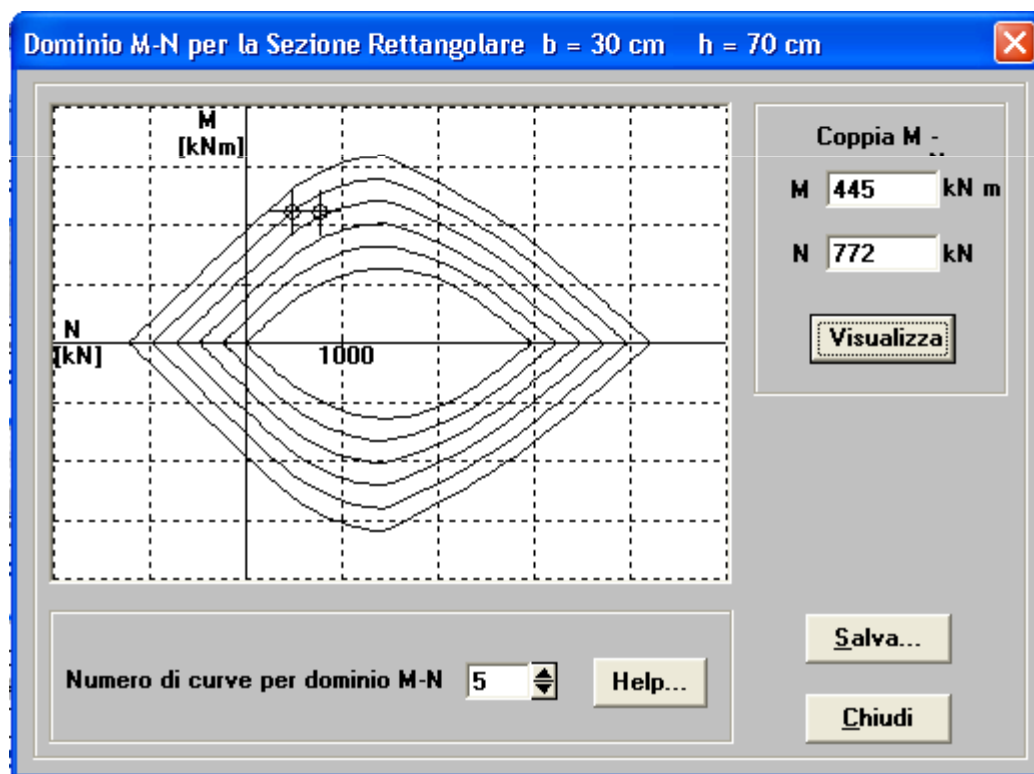 Dominio M-N per la Sezione Rettangolare b = 30 cm h = 70 cm
M
[kNm]
N
[kN]
1000
Coppia M -
M 445 kN m
N 772 kN
Visualizza
Numero di curve per dominio M-N 5 Help...
Salva...
Chiudi